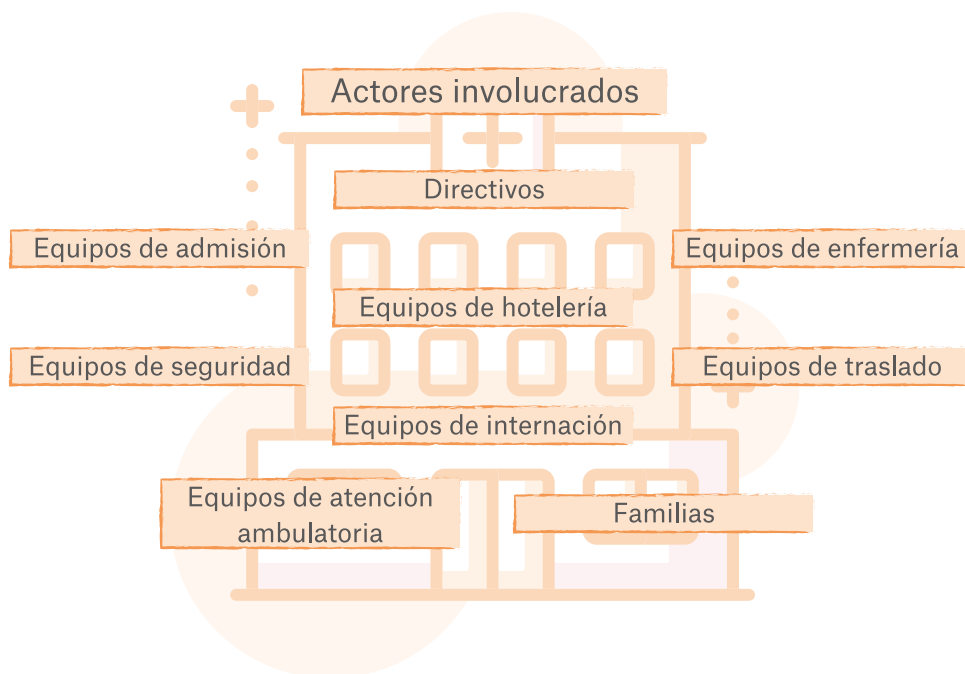 Actores involucrados
Directivos
Equipos de admisión
Equipos de enfermería
Equipos de hotelería
Equipos de seguridad
Equipos de traslado
Equipos de internación
Equipos de atención
ambulatoria
Familias